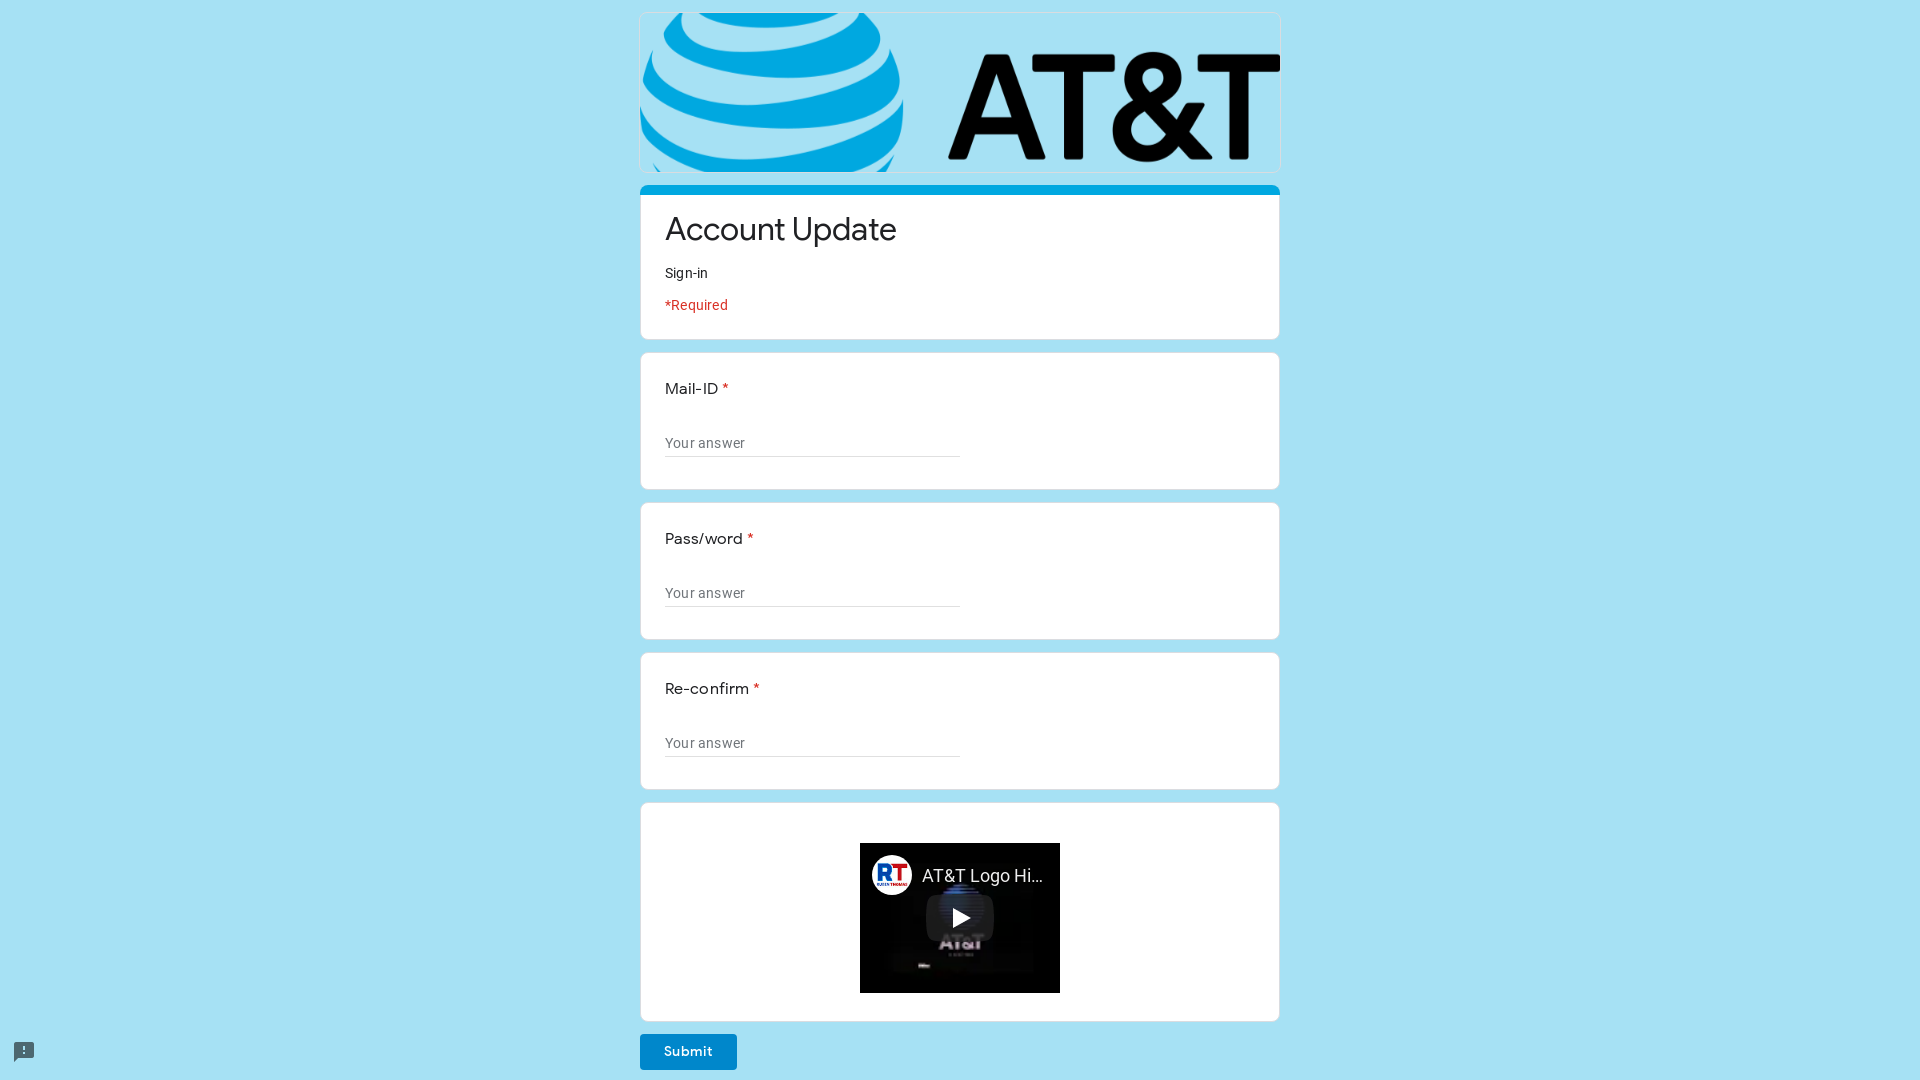 AT&T
Account Update
Sign-in
*Required
Mail-ID *
Your answer
Pass/word *
Your answer
Re-confirm *
Your answer
RT
AT&T Logo Hi...
AT&T
Submit